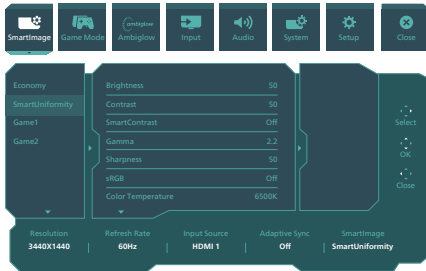 ambiglow
SmartImage Game Mode Ambiglow Input Audio System Setup Close
Economy
SmartUniformity
Game1
Game2
Brightness 50
Contrast 50
SmartContrast Off
Gamma 2.2
Sharpness 50
sRGB Off
Color Temperature 6500K
Select
OK
Close
Resolution Refresh Rate Input Source Adaptive Sync SmartImage
3440X1440 60Hz HDMI 1 Off SmartUniformity